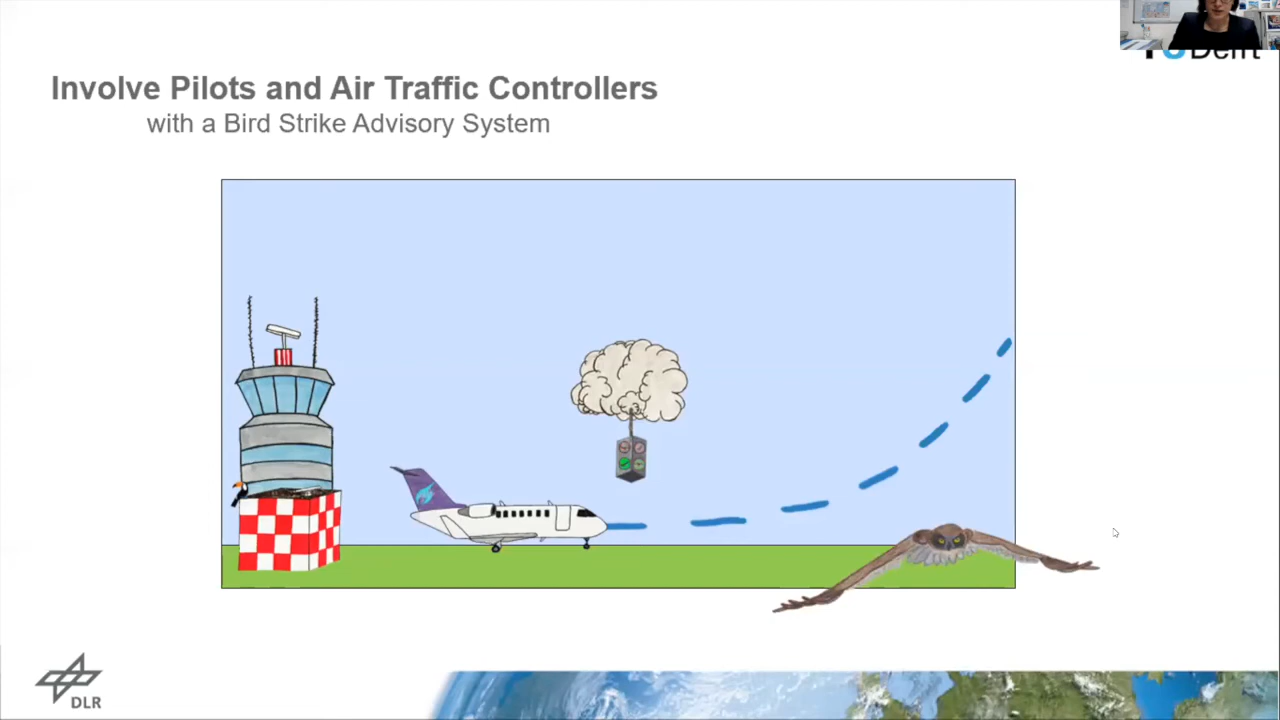 Involve Pilots and Air Traffic Controllers
with a Bird Strike Advisory System
DLR